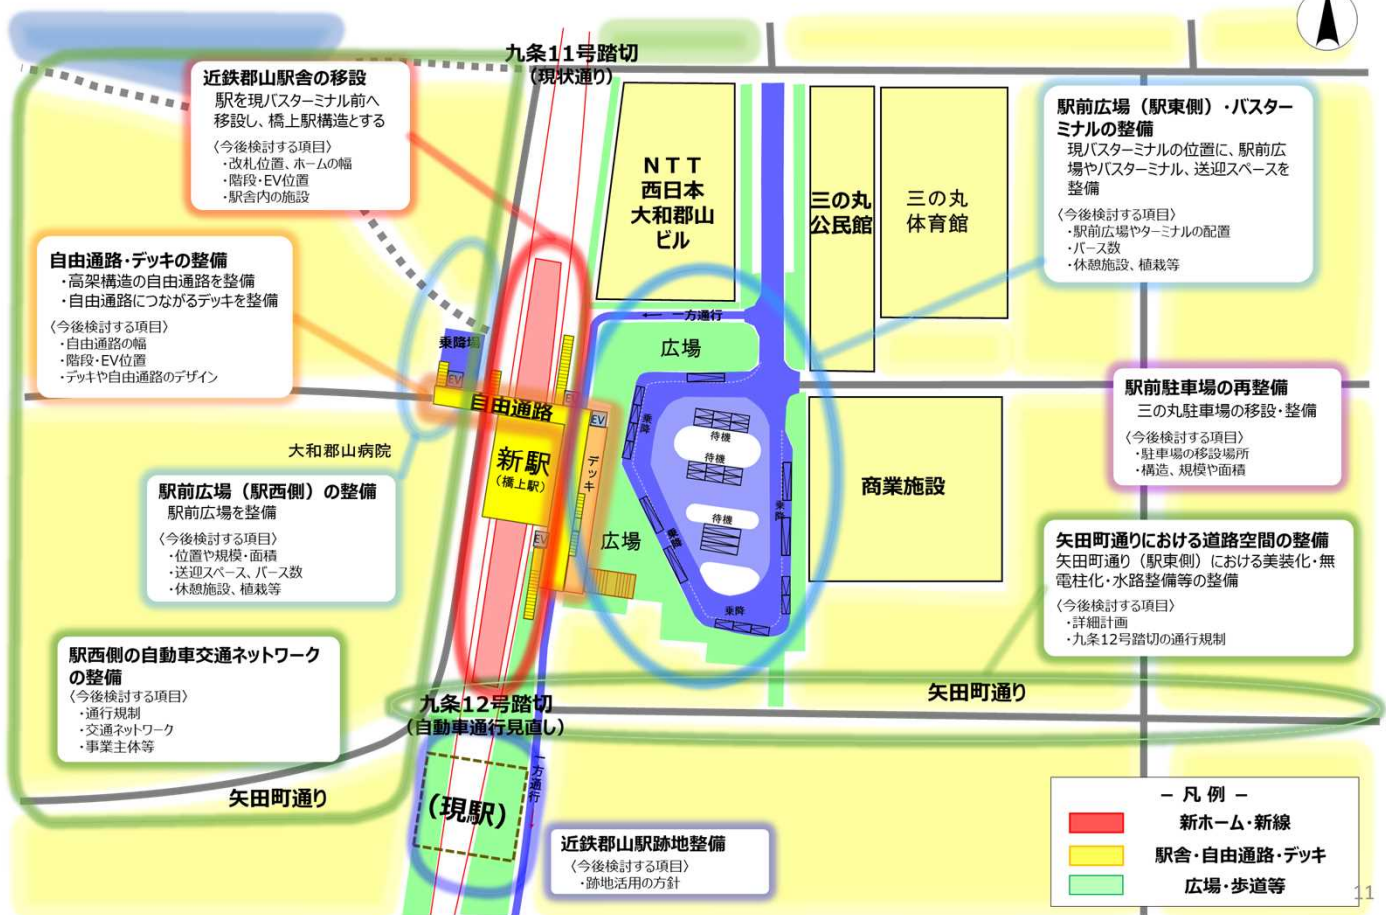 九条11号踏切
(現状通り)
近鉄郡山駅舎の移設
駅を現バスターミナル前へ
移設し、橋上駅構造とする
〈今後検討する項目〉
・改札位置、ホームの幅
・階段・EV位置
・駅舎内の施設
NTT
西日本
大和郡山
ビル
三の丸
公民館
三の丸
体育館
駅前広場（駅東側）・バスター
ミナルの整備
現バスターミナルの位置に、駅前広
場やバスターミナル、送迎スペースを
整備
〈今後検討する項目〉
・駅前広場やターミナルの配置
・バース数
・休憩施設、植栽等
自由通路・デッキの整備
・高架構造の自由通路を整備
・自由通路につながるデッキを整備
〈今後検討する項目〉
・自由通路の幅
・階段・EV位置
・デッキや自由通路のデザイン
←一方通行
広場
乗降場
EV
自由通路
EV
EV
デッキ
新駅
(橋上駅)
EV
広場
乗降
待機
待機
待機
乗降
乗降
乗降
商業施設
駅前駐車場の再整備
三の丸駐車場の移設・整備
〈今後検討する項目〉
・駐車場の移設場所
・構造、規模や面積
大和郡山病院
駅前広場（駅西側）の整備
駅前広場を整備
〈今後検討する項目〉
・位置や規模・面積
・送迎スペース、バース数
・休憩施設、植栽等
矢田町通りにおける道路空間の整備
矢田町通り（駅東側）における美装化・無
電柱化・水路整備等の整備
〈今後検討する項目〉
・詳細計画
・九条12号踏切の通行規制
駅西側の自動車交通ネットワーク
の整備
〈今後検討する項目〉
・通行規制
・交通ネットワーク
・事業主体等
九条12号踏切
(自動車通行見直し)
矢田町通り
矢田町通り
一方通行→
(現駅)
近鉄郡山駅跡地整備
〈今後検討する項目〉
・跡地活用の方針
－ 凡 例 －
新ホーム・新線
駅舎・自由通路・デッキ
広場・歩道等
11